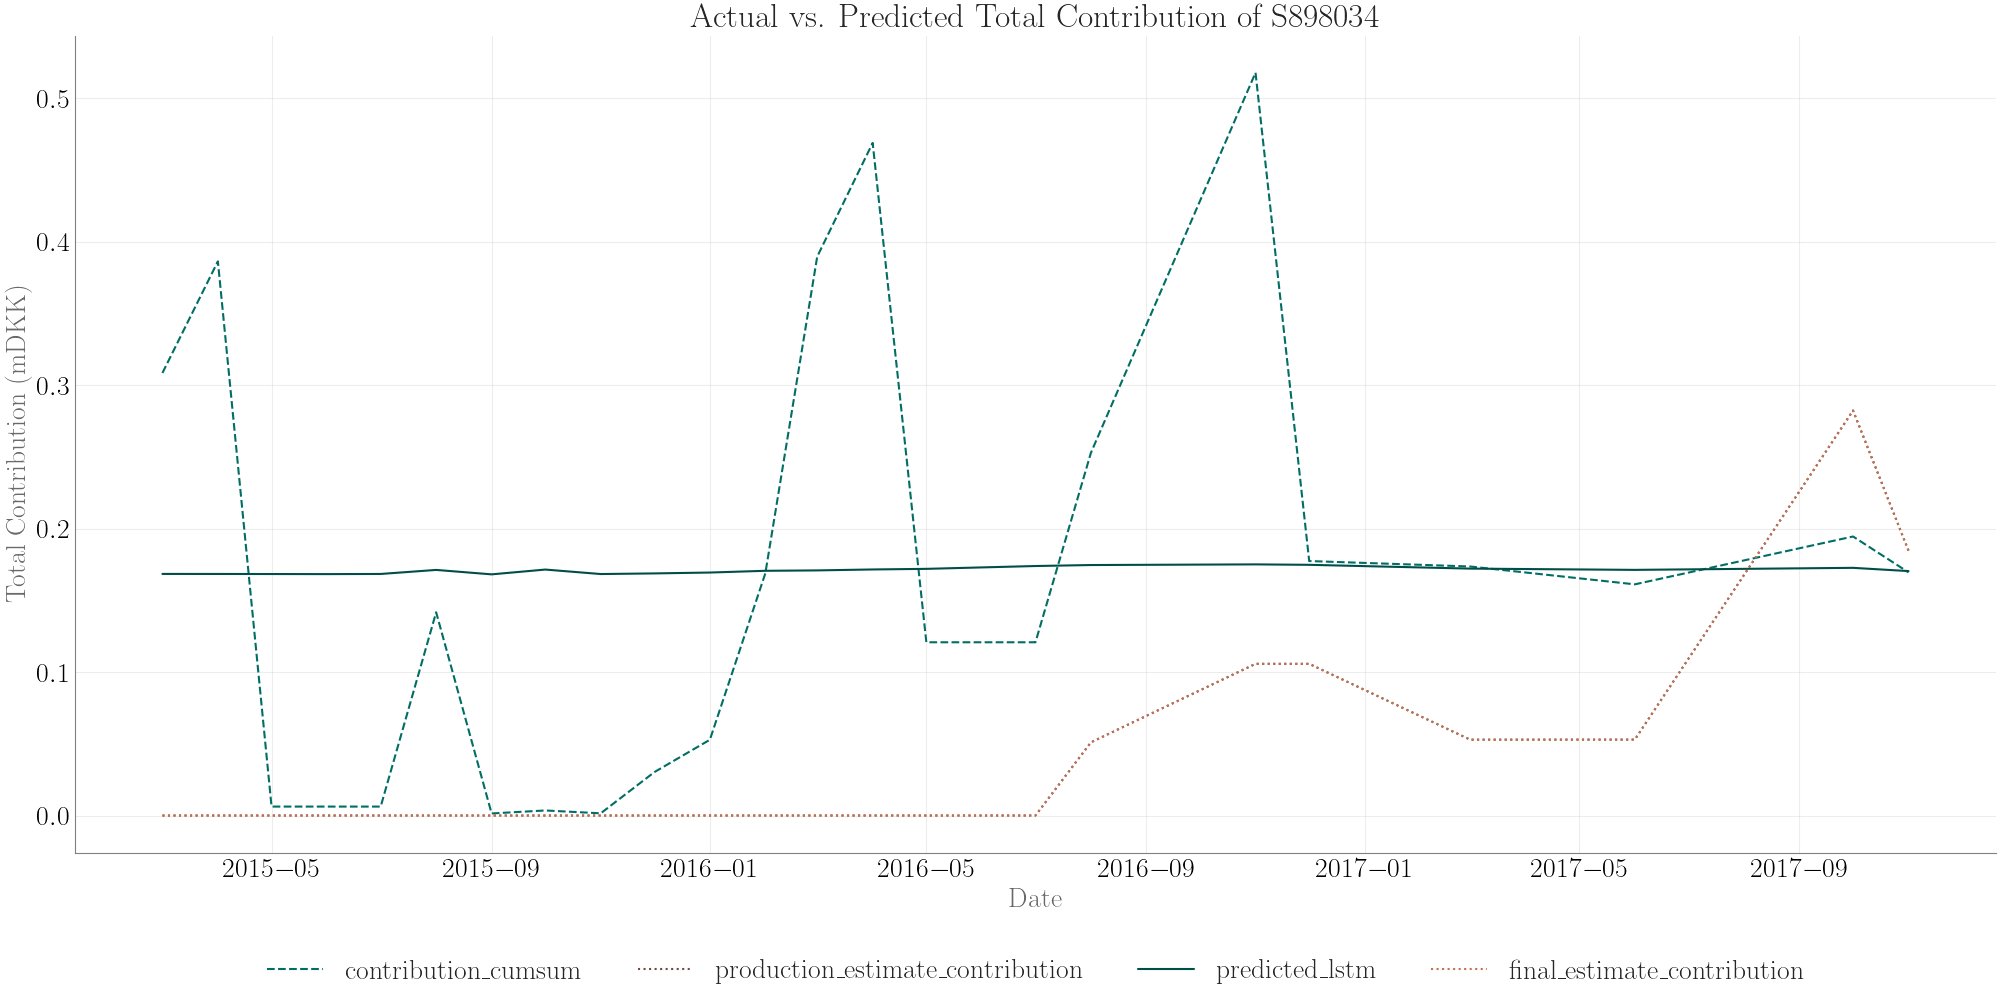 Actual vs. Predicted Total Contribution of S898034
Total Contribution (mDKK)
0.5
0.4
0.3
0.2
0.1
0.0
2015−05 2015−09 2016−01 2016−05 2016−09 2017−01 2017−05 2017−09
Date
contribution_cumsum production_estimate_contribution predicted_lstm final_estimate_contribution